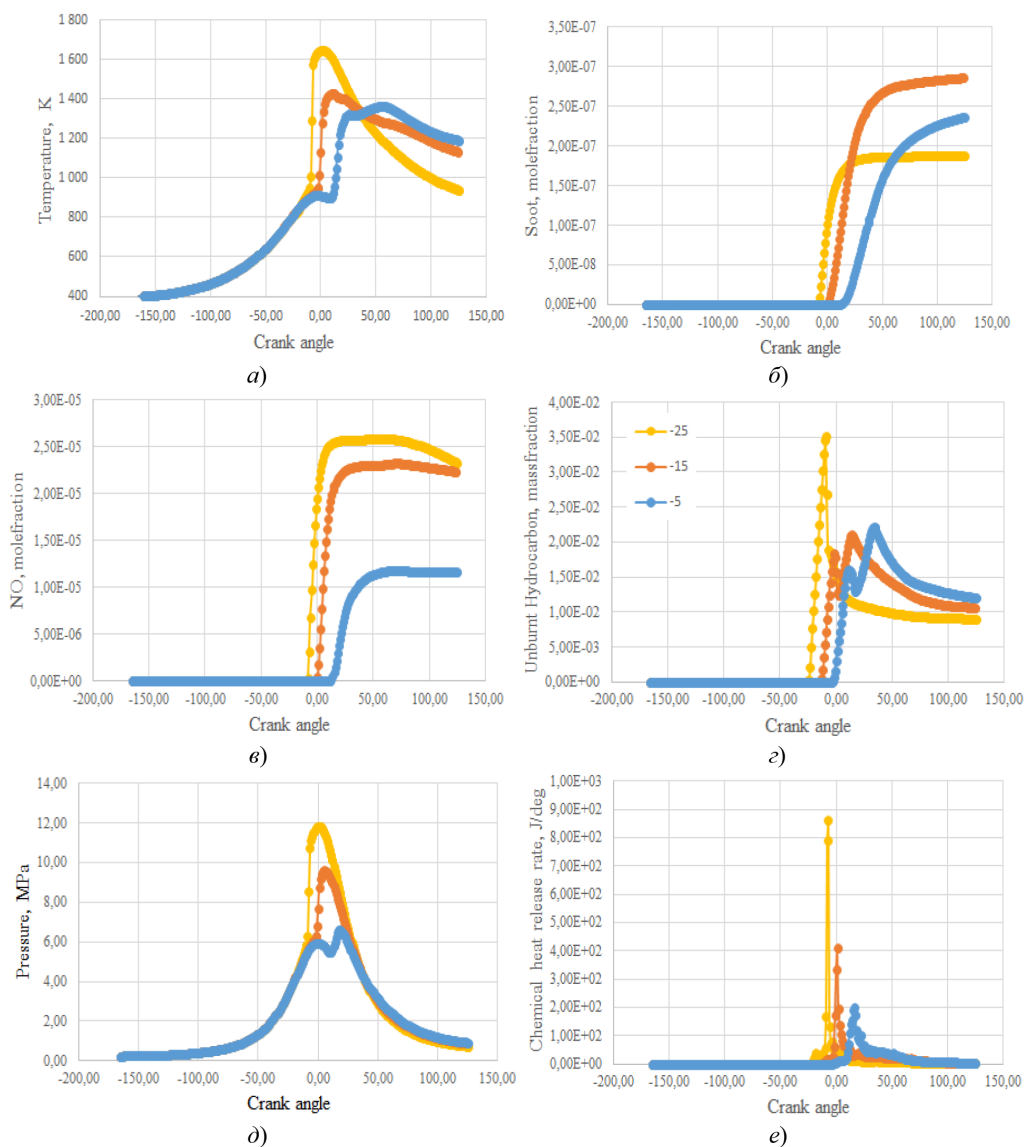 Temperature, K
1 800
1 600
1 400
1 200
1 000
800
600
400
-200,00 -150,00 -100,00 -50,00 0,00 50,00 100,00 150,00
Crank angle
а)
Soot, molefraction
3,50E-07
3,00E-07
2,50E-07
2,00E-07
1,50E-07
1,00E-07
5,00E-08
0,00E+00
-200,00 -150,00 -100,00 -50,00 0,00 50,00 100,00 150,00
Crank angle
б)
NO, molefraction
3,00E-05
2,50E-05
2,00E-05
1,50E-05
1,00E-05
5,00E-06
0,00E+00
-200,00 -150,00 -100,00 -50,00 0,00 50,00 100,00 150,00
Crank angle
в)
Unburnt Hydrocarbon, massfraction
4,00E-02
3,50E-02
3,00E-02
2,50E-02
2,00E-02
1,50E-02
1,00E-02
5,00E-03
0,00E+00
-25
-15
-5
-200,00 -150,00 -100,00 -50,00 0,00 50,00 100,00 150,00
Crank angle
г)
Pressure, MPa
14,00
12,00
10,00
8,00
6,00
4,00
2,00
0,00
-200,00 -150,00 -100,00 -50,00 0,00 50,00 100,00 150,00
Crank angle
д)
Chemical heat release rate, J/deg
1,00E+03
9,00E+02
8,00E+02
7,00E+02
6,00E+02
5,00E+02
4,00E+02
3,00E+02
2,00E+02
1,00E+02
0,00E+00
-200,00 -150,00 -100,00 -50,00 0,00 50,00 100,00 150,00
Crank angle
е)